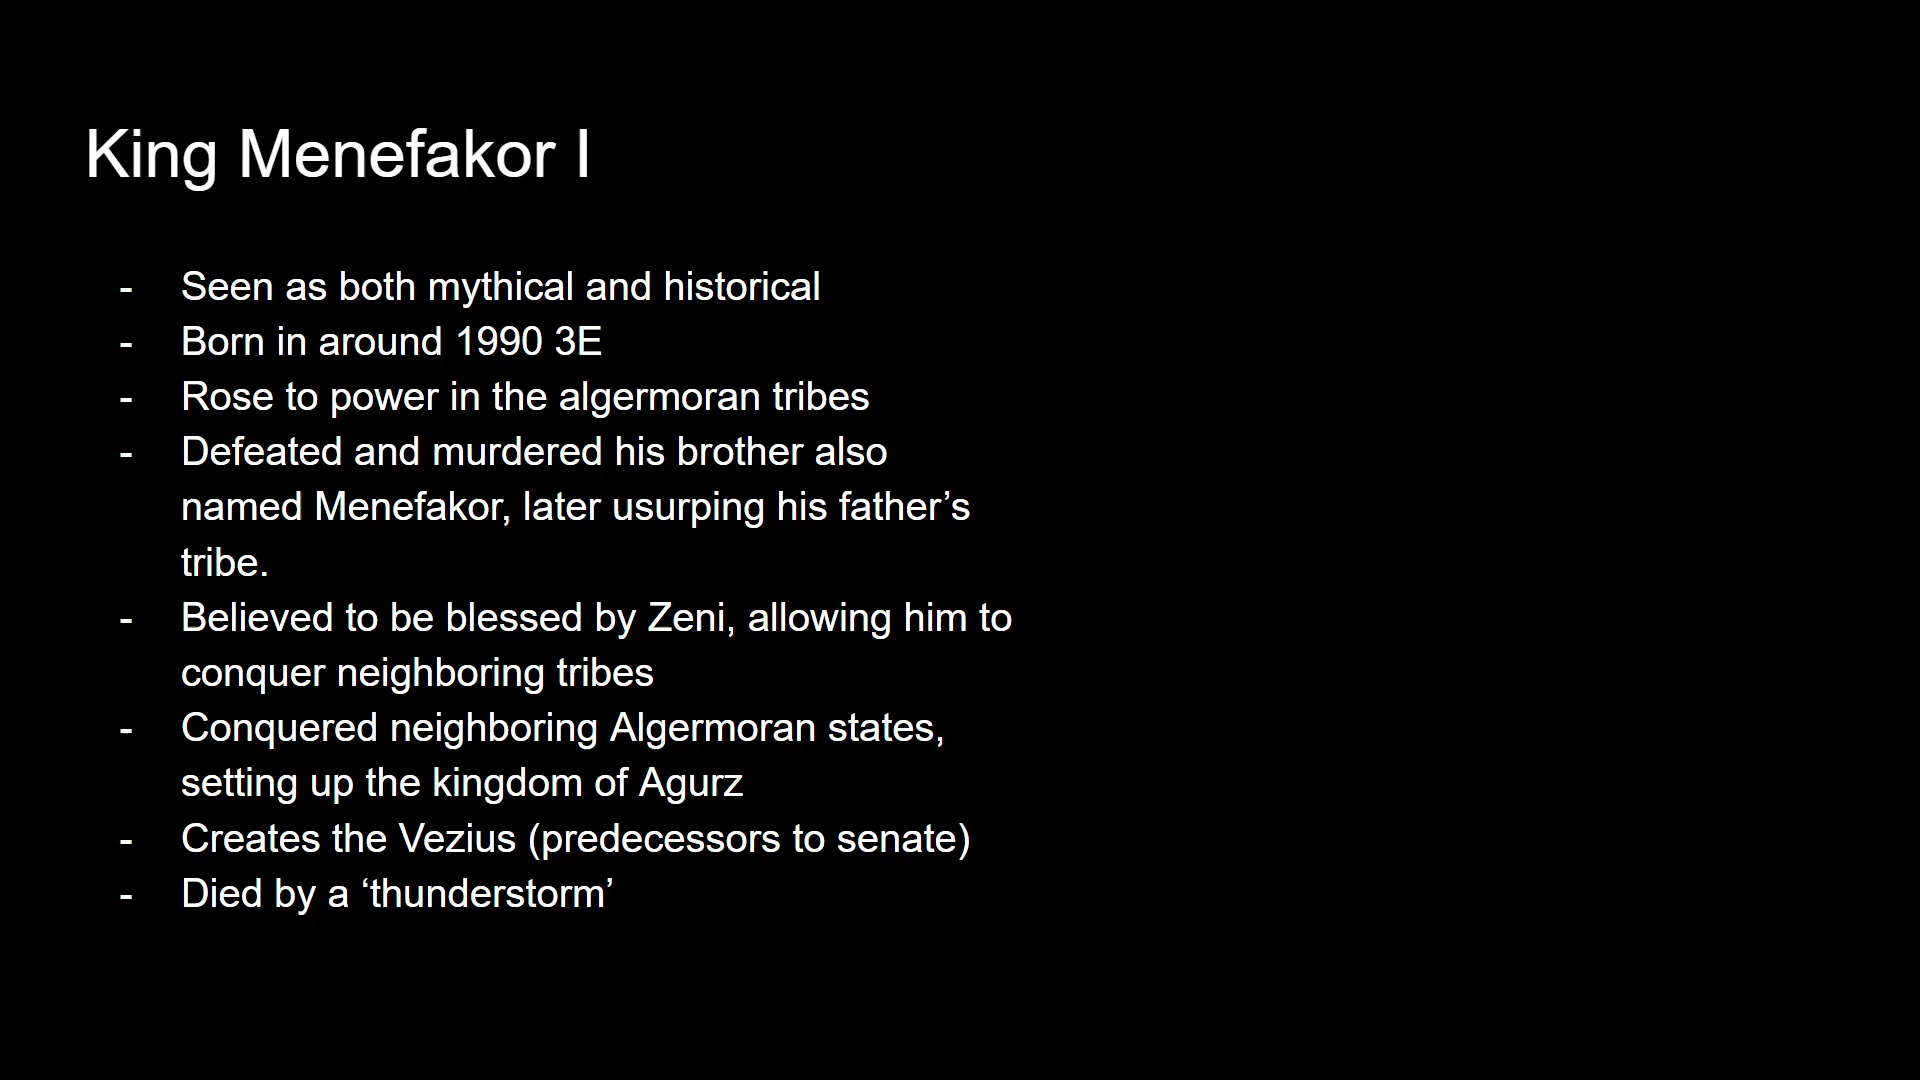 King Menefakor I
- Seen as both mythical and historical
- Born in around 1990 3E
- Rose to power in the algermoran tribes
- Defeated and murdered his brother also
named Menefakor, later usurping his father’s
tribe.
- Believed to be blessed by Zeni, allowing him to
conquer neighboring tribes
- Conquered neighboring Algermoran states,
setting up the kingdom of Agurz
- Creates the Vezius (predecessors to senate)
- Died by a ‘thunderstorm’